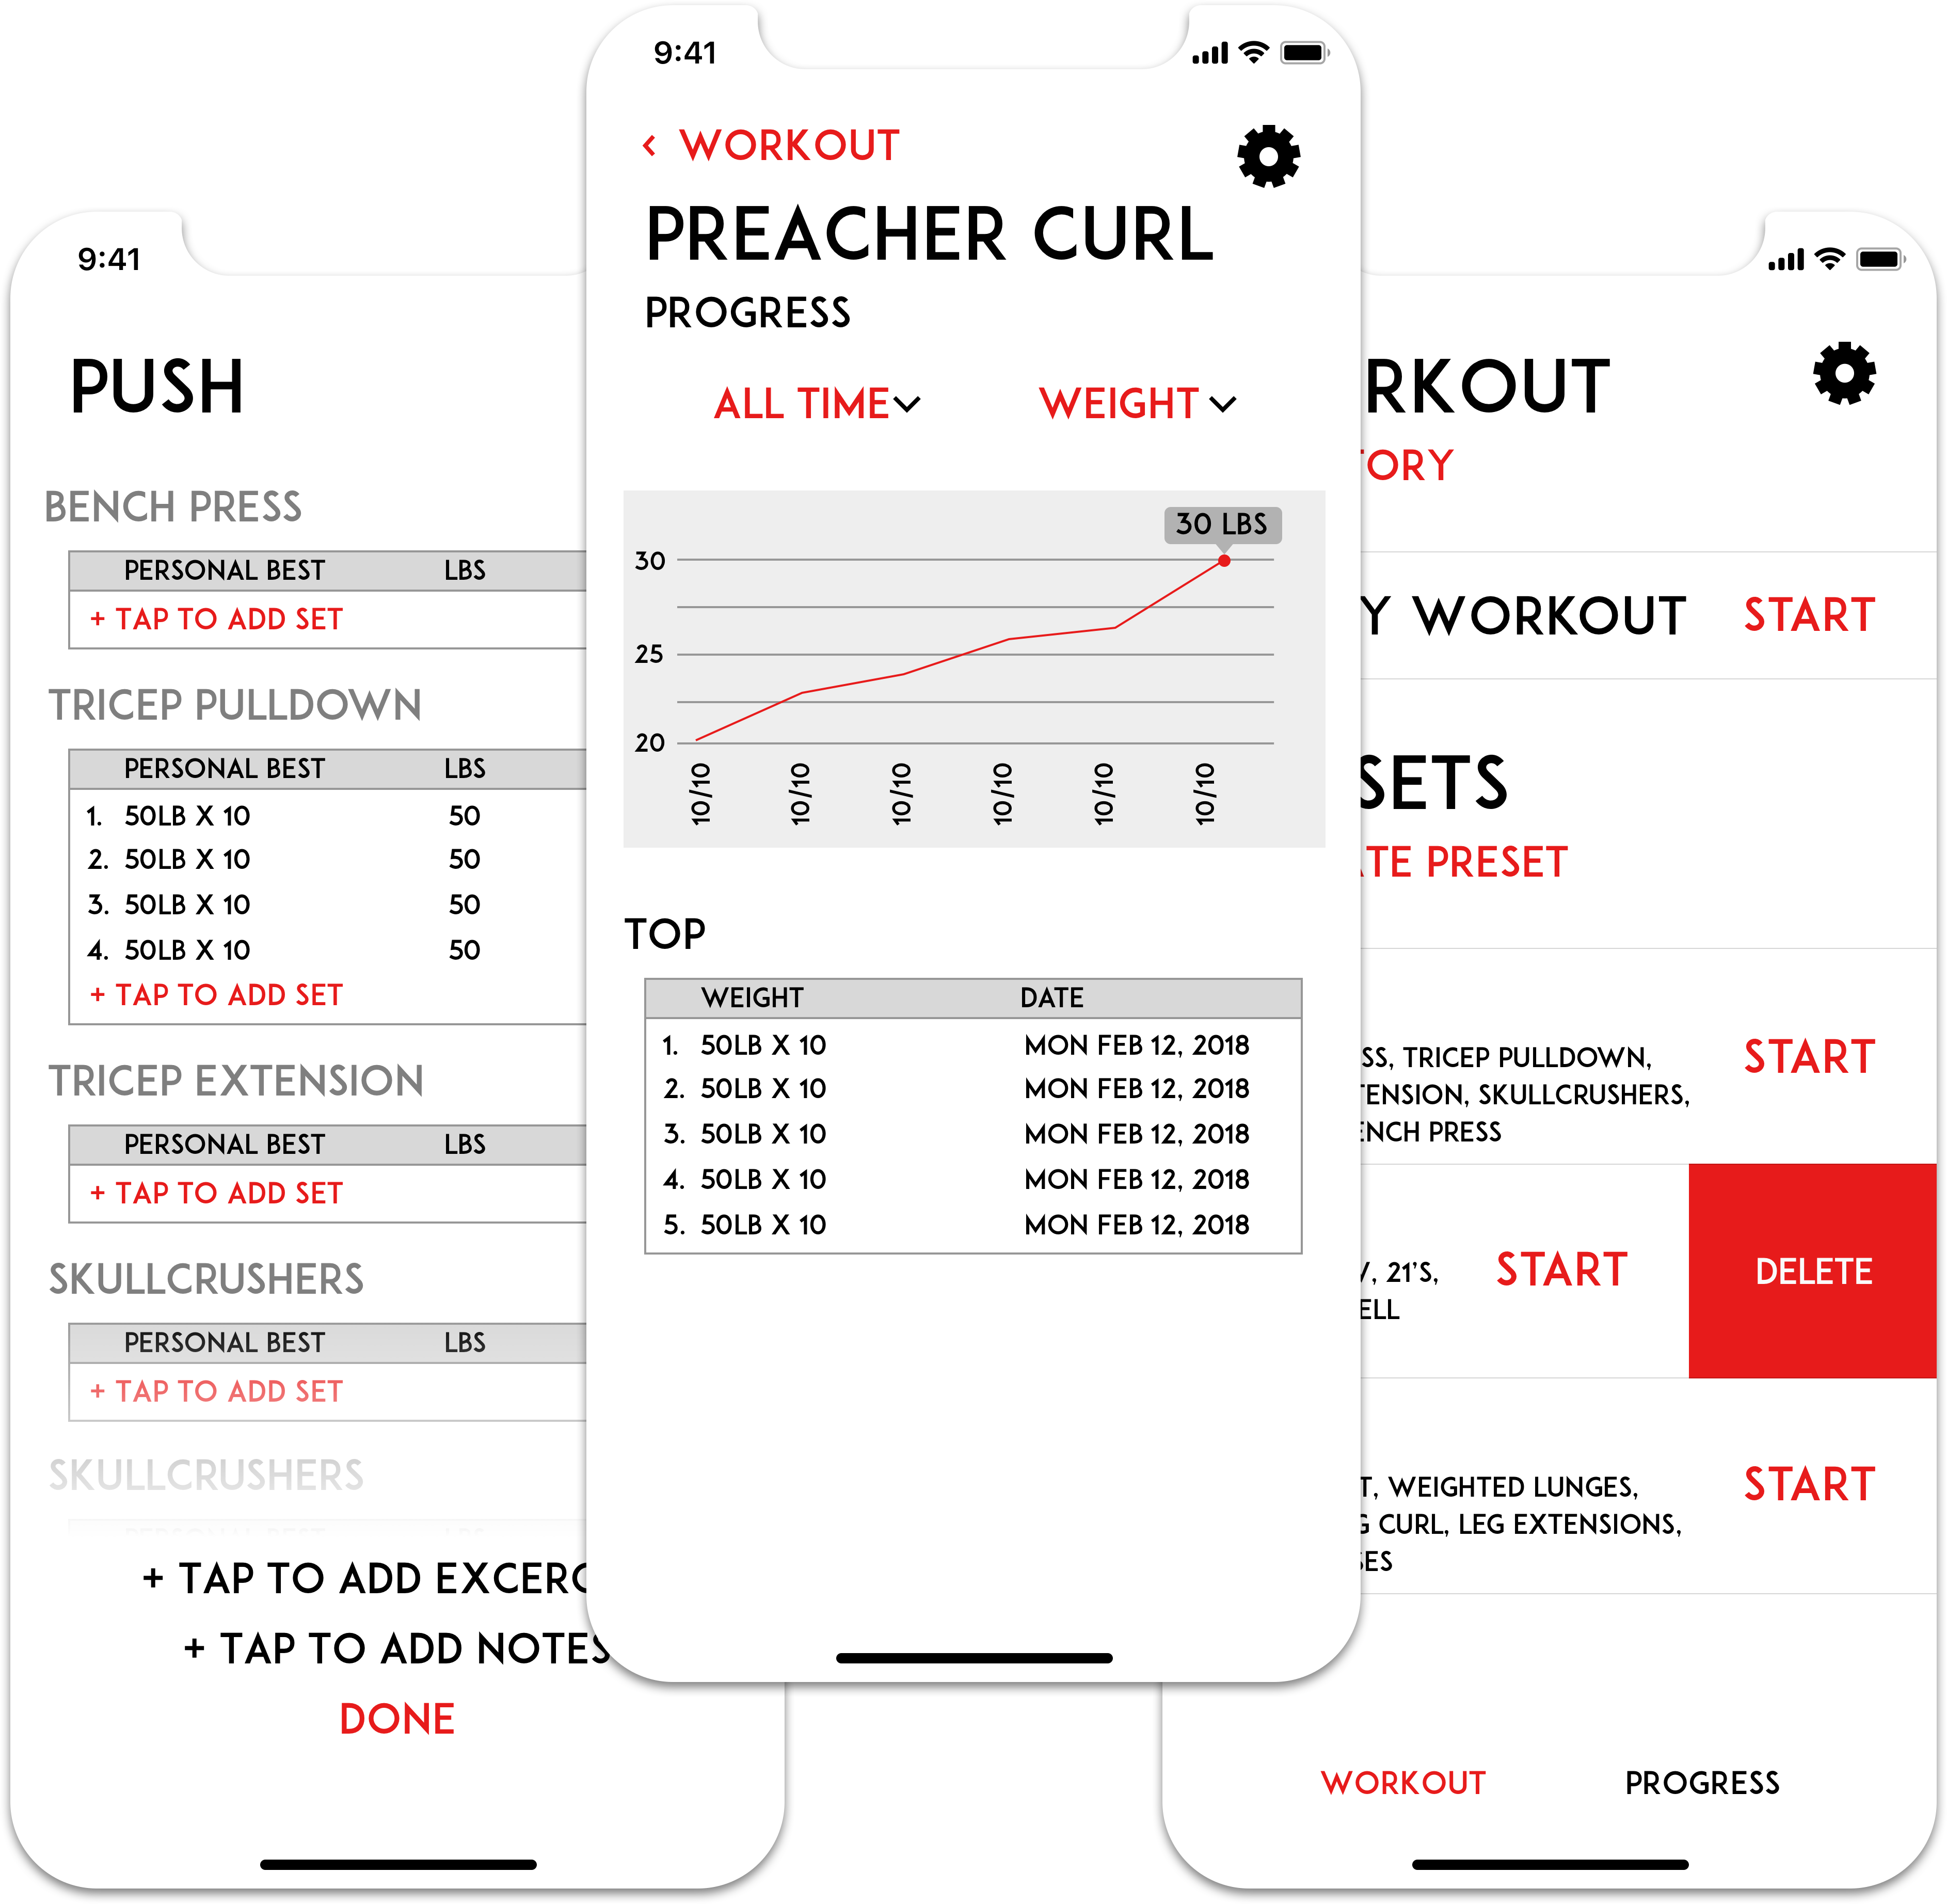 9:41
PUSH
BENCH PRESS
PERSONAL BEST LBS
+ TAP TO ADD SET
TRICEP PULLDOWN
PERSONAL BEST LBS
1. 50LB X 10 50
2. 50LB X 10 50
3. 50LB X 10 50
4. 50LB X 10 50
+ TAP TO ADD SET
TRICEP EXTENSION
PERSONAL BEST LBS
+ TAP TO ADD SET
SKULLCRUSHERS
PERSONAL BEST LBS
+ TAP TO ADD SET
SKULLCRUSHERS
PERSONAL BEST LBS
+ TAP TO ADD EXCERC
+ TAP TO ADD NOTES
DONE
9:41
< WORKOUT
PREACHER CURL
PROGRESS
ALL TIME WEIGHT
30 LBS
30
25
20
10/10 10/10 10/10 10/10 10/10 10/10
TOP
WEIGHT DATE
1. 50LB X 10 MON FEB 12, 2018
2. 50LB X 10 MON FEB 12, 2018
3. 50LB X 10 MON FEB 12, 2018
4. 50LB X 10 MON FEB 12, 2018
5. 50LB X 10 MON FEB 12, 2018
RKOUT
TORY
Y WORKOUT START
SETS
ATE PRESET
SS, TRICEP PULLDOWN,
TENSION, SKULLCRUSHERS,
ENCH PRESS
START
, 21'S,
ELL
START
DELETE
T, WEIGHTED LUNGES,
G CURL, LEG EXTENSIONS,
SES
START
WORKOUT PROGRESS